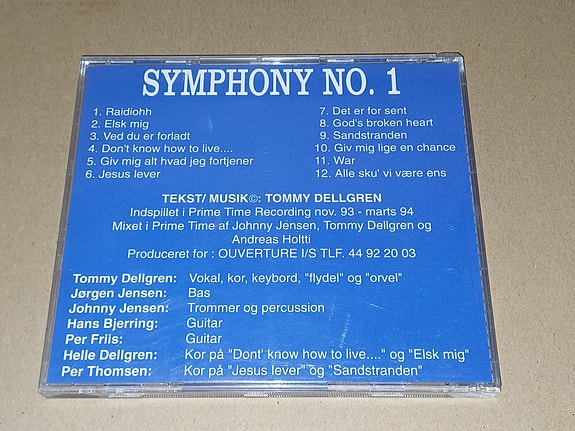 SYMPHONY NO. 1
1. Raidiohh
2. Elsk mig
3. Ved du er forladt
4. Don't know how to live....
5. Giv mig alt hvad jeg fortjener
6. Jesus lever
7. Det er for sent
8. God's broken heart
9. Sandstranden
10. Giv mig lige en chance
11. War
12. Alle sku' vi være ens
TEKST/ MUSIK©: TOMMY DELLGREN
Indspillet i Prime Time Recording nov. 93 - marts 94
Mixet i Prime Time af Johnny Jensen, Tommy Dellgren og
Andreas Holtti
Produceret for : OUVERTURE I/S TLF. 44 92 20 03
Tommy Dellgren: Vokal, kor, keybord, "flydel" og "orvel"
Jørgen Jensen: Bas
Johnny Jensen: Trommer og percussion
Hans Bjerring: Guitar
Per Friis: Guitar
Helle Dellgren: Kor på "Dont' know how to live...." og "Elsk mig"
Per Thomsen: Kor på "Jesus lever" og "Sandstranden"